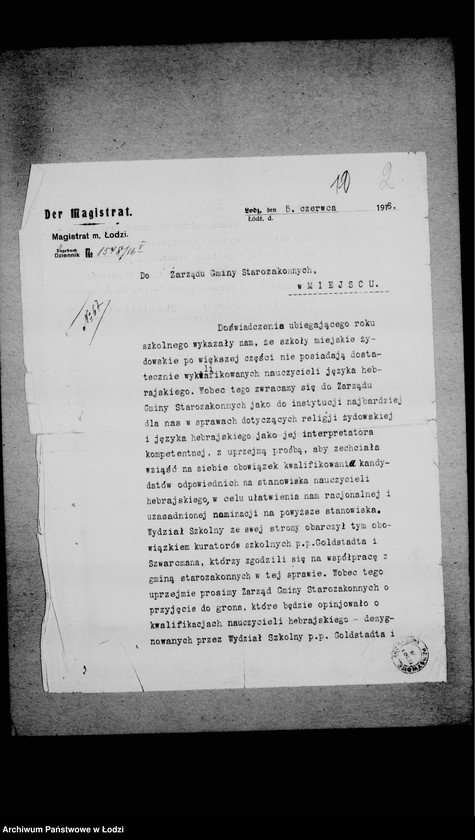 10 2
Der Magistrat.
Lodz, den 5. czerwca 1916.
Łódź, d.
Magistrat m. Łodzi.
Dziennik № 1548/16 I
Do Zarządu Gminy Starozakonnych,
w MIEJSCU.
№ 67
Doświadczenia ubiegającego roku
szkolnego wykazały nam, że szkoły miejskie ży-
dowskie po większej części nie posiadają dosta-
tecznie wykwalifikowanych nauczycieli języka heb-
rajskiego. Wobec tego zwracamy się do Zarządu
Gminy Starozakonnych jako do instytucji najbardziej
dla nas w sprawach dotyczących religji żydowskiej
i języka hebrajskiego jako jej interpretatora
kompetentnej, z uprzejmą prośbą, aby zechciała
wziąść na siebie obowiązek kwalifikowania kandy-
datów odpowiednich na stanowiska nauczycieli
hebrajskiego, w celu ułatwienia nam racjonalnej i
uzasadnionej nominacji na powyższe stanowiska.
Wydział Szkolny ze swej strony obarczył tym obo-
wiązkiem kuratorów szkolnych p.p.Goldstadta i
Szwarcmana, którzy zgodzili się na współpracę z
gminą starozakonnych w tej sprawie. Wobec tego
uprzejmie prosimy Zarząd Gminy Starozakonnych o
przyjęcie do grona, które będzie opinjowało o
kwalifikacjach nauczycieli hebrajskiego - desyg-
nowanych przez Wydział Szkolny p.p. Goldstadta i
Archiwum Państwowe w Łodzi